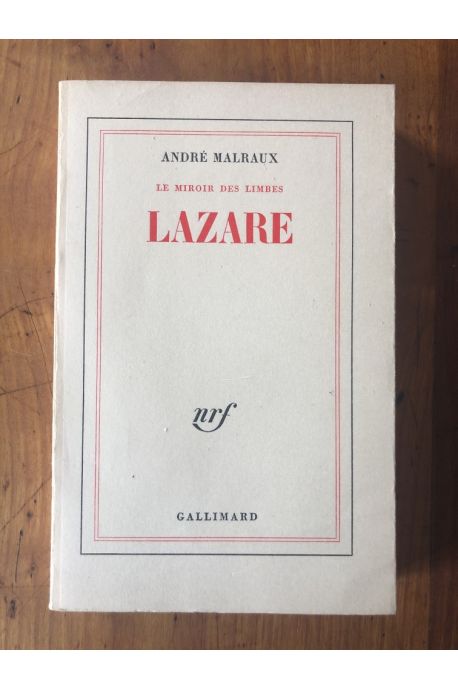 ANDRÉ MALRAUX
LE MIROIR DES LIMBES
LAZARE
nrf
GALLIMARD